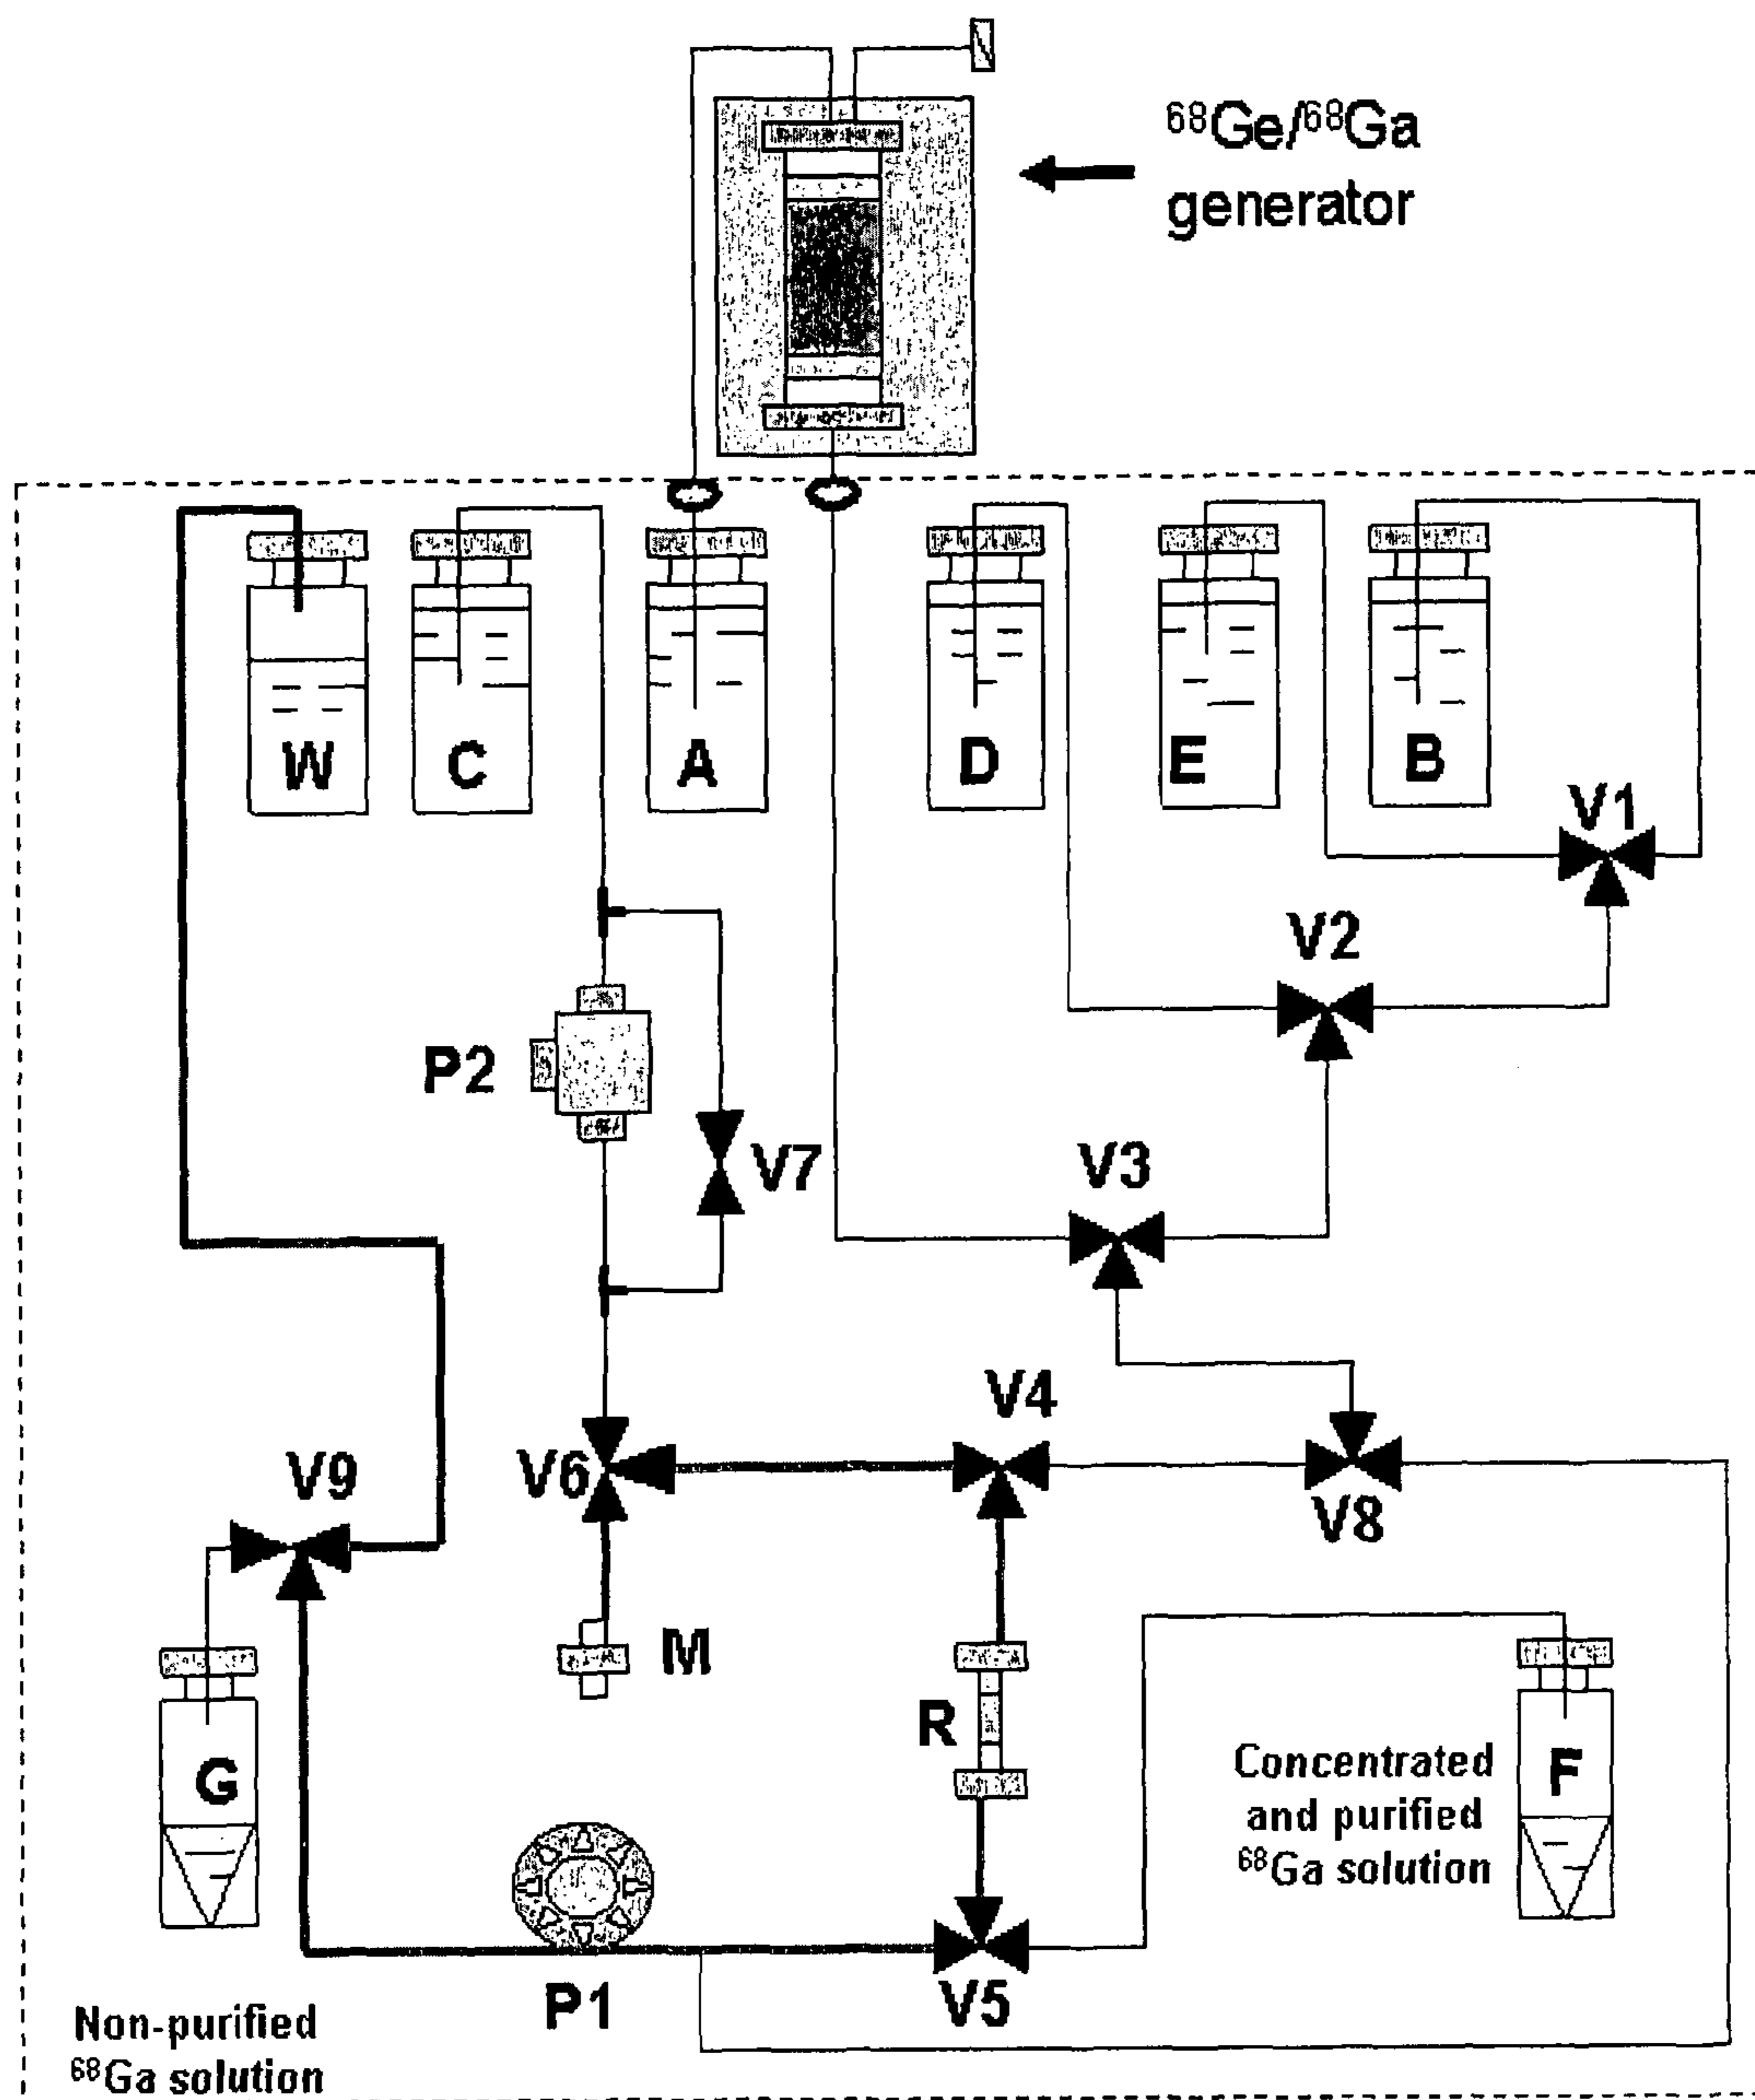 ⁶⁸Ge/⁶⁸Ga
generator
W
C
A
D
E
B
V1
V2
P2
V7
V3
V4
V6
V9
V8
M
R
G
F
Concentrated
and purified
⁶⁸Ga solution
P1
V5
Non-purified
⁶⁸Ga solution